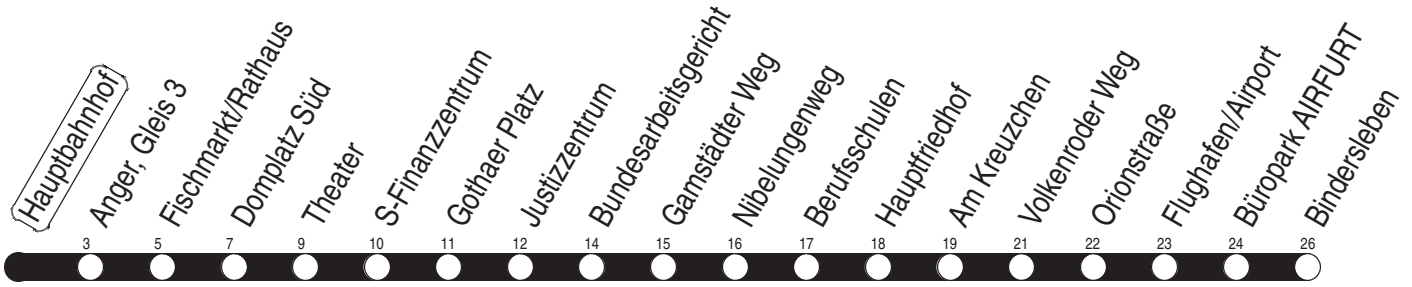 Hauptbahnhof
Anger, Gleis 3
Fischmarkt/Rathaus
Domplatz Süd
Theater
S-Finanzzentrum
Gothaer Platz
Justizzentrum
Bundesarbeitsgericht
Gamstädter Weg
Nibelungenweg
Berufsschulen
Hauptfriedhof
Am Kreuzchen
Volkenroder Weg
Orionstraße
Flughafen/Airport
Büropark AIRFURT
Bindersleben
3 5 7 9 10 11 12 14 15 16 17 18 19 21 22 23 24 26